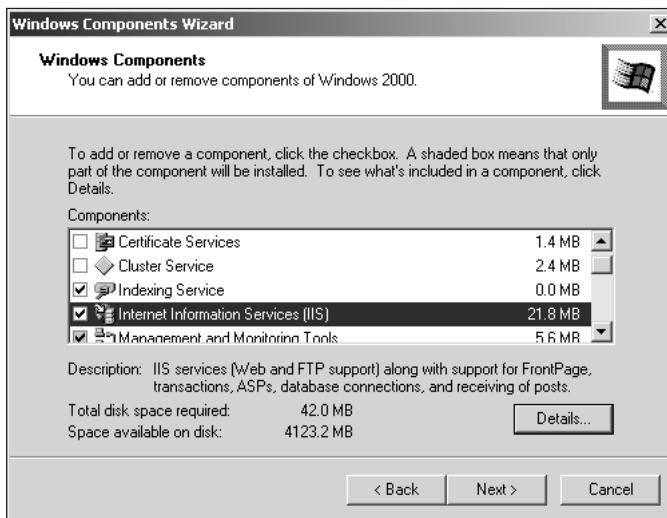 Windows Components Wizard
Windows Components
You can add or remove components of Windows 2000.
To add or remove a component, click the checkbox. A shaded box means that only
part of the component will be installed. To see what's included in a component, click
Details.
Components:
Certificate Services 1.4 MB
Cluster Service 2.4 MB
Indexing Service 0.0 MB
Internet Information Services (IIS) 21.8 MB
Management and Monitoring Tools 5.6 MB
Description: IIS services (Web and FTP support) along with support for FrontPage,
transactions, ASPs, database connections, and receiving of posts.
Total disk space required: 42.0 MB
Space available on disk: 4123.2 MB
Details...
< Back Next > Cancel